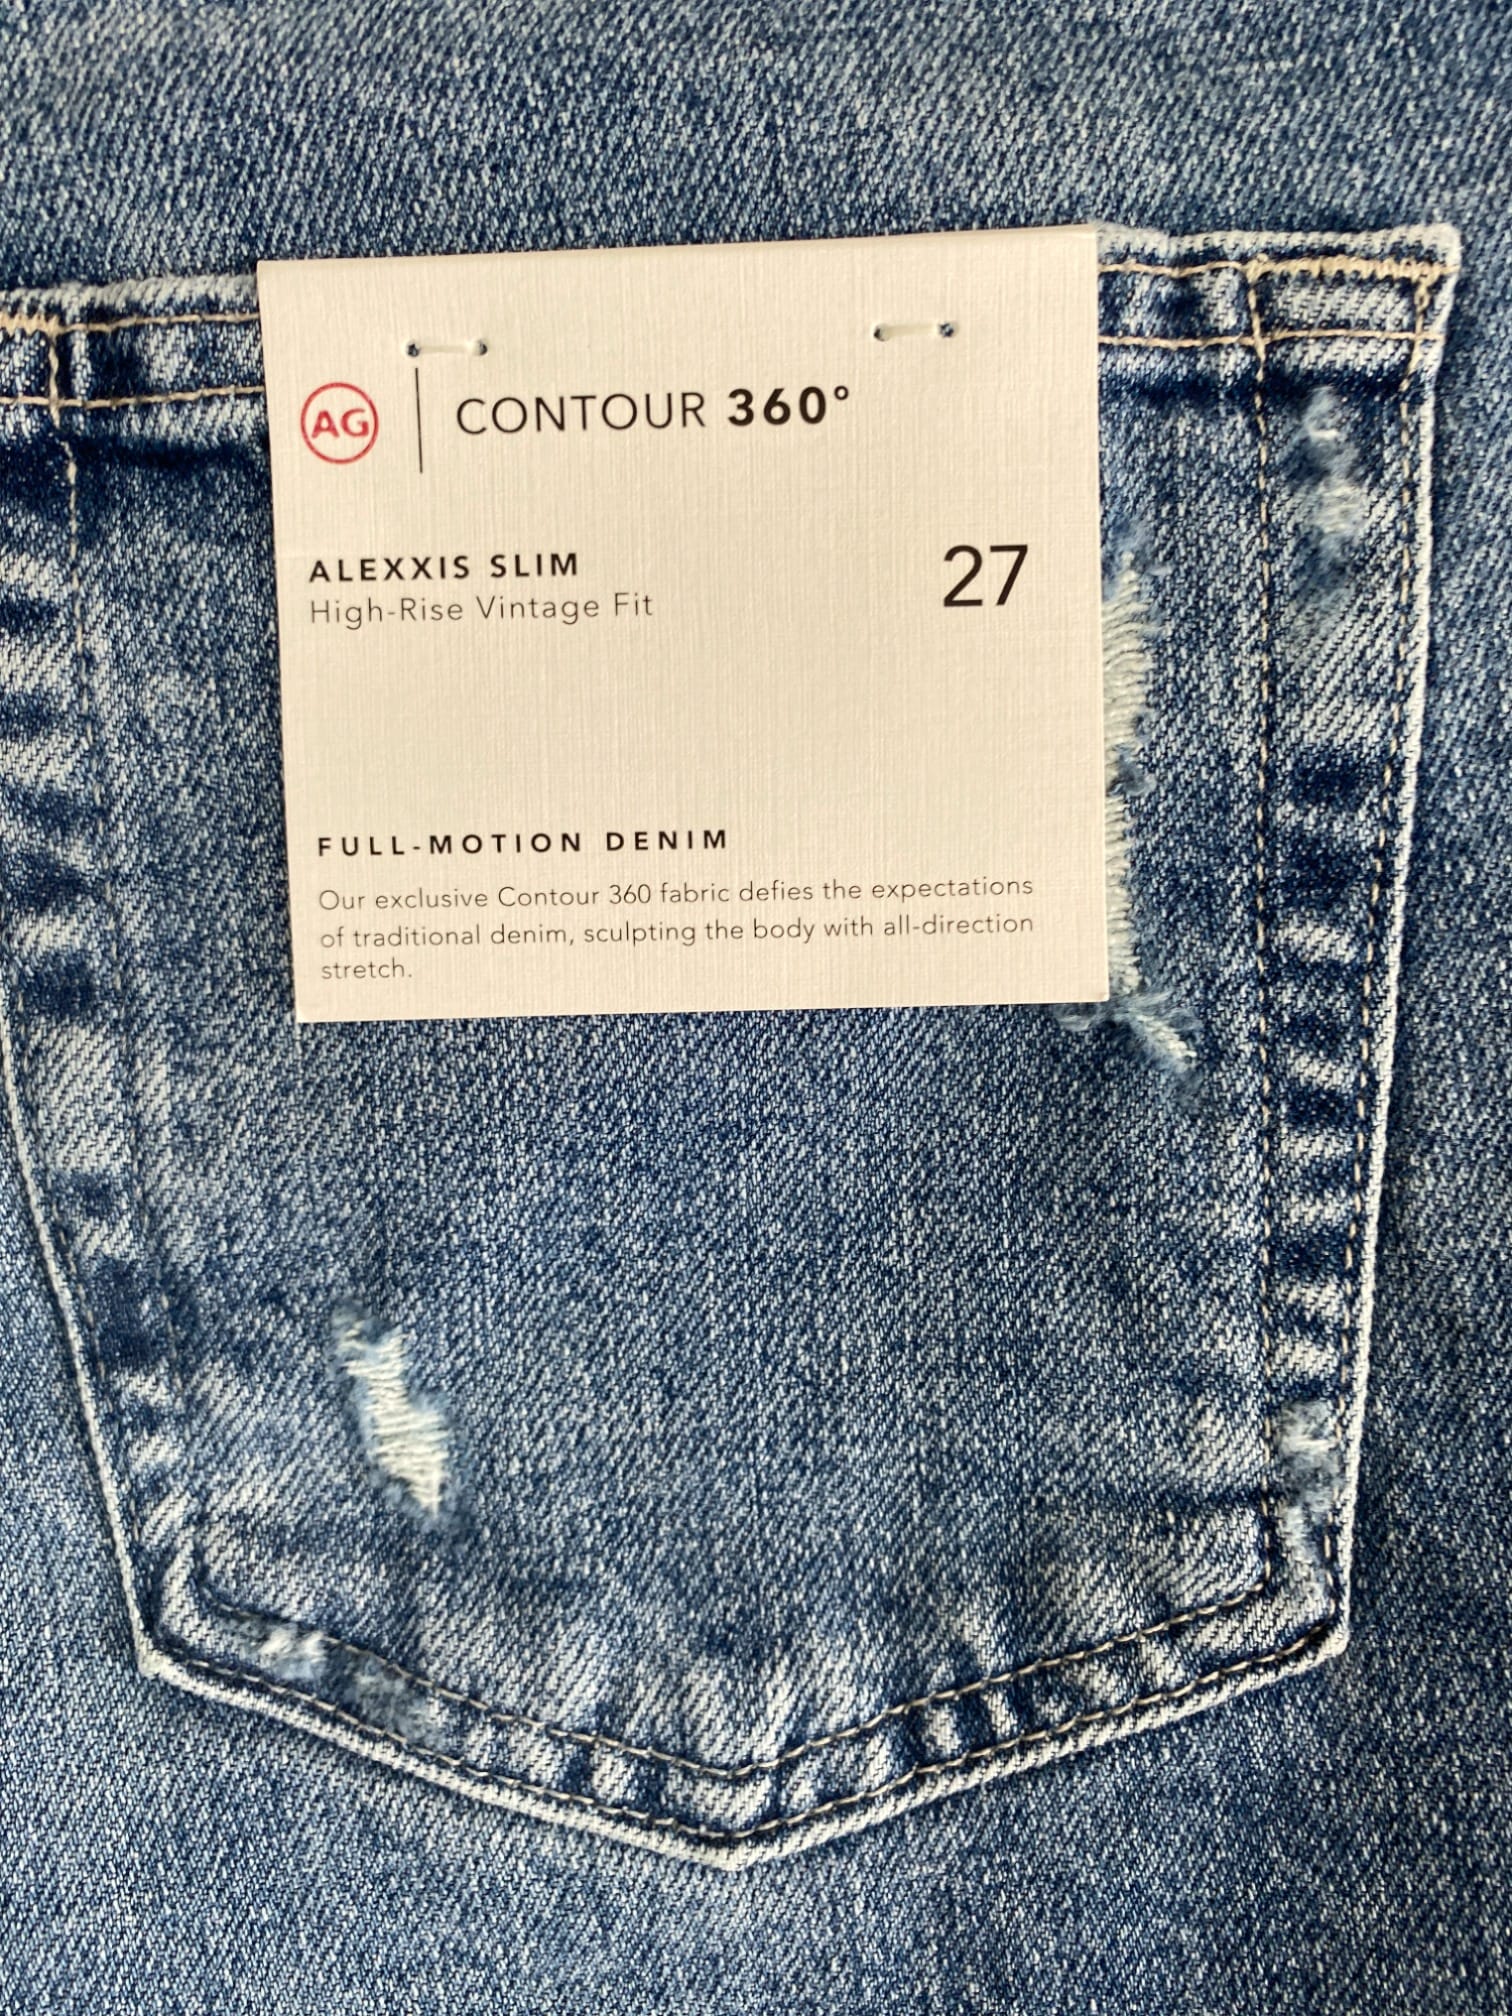 AG CONTOUR 360°
ALEXXIS SLIM 27
High-Rise Vintage Fit
FULL-MOTION DENIM
Our exclusive Contour 360 fabric defies the expectations
of traditional denim, sculpting the body with all-direction
stretch.